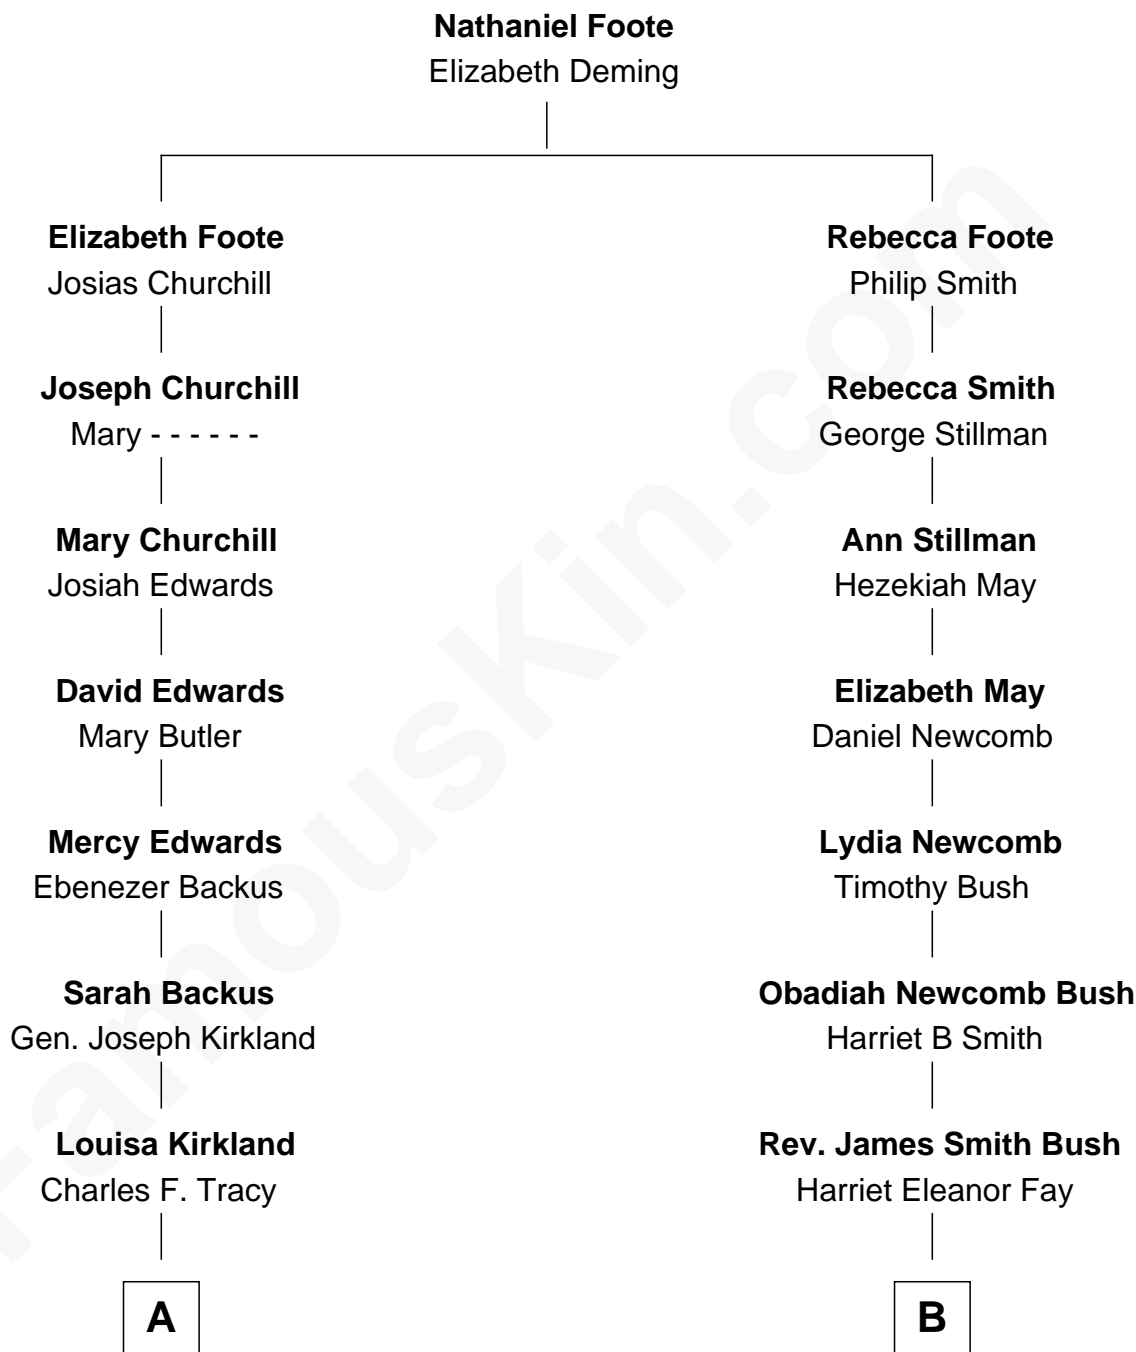 Nathaniel Foote
Elizabeth Deming
Elizabeth Foote
Josias Churchill
Rebecca Foote
Philip Smith
Joseph Churchill
Mary - - - - - -
Rebecca Smith
George Stillman
Mary Churchill
Josiah Edwards
Ann Stillman
Hezekiah May
David Edwards
Mary Butler
Elizabeth May
Daniel Newcomb
Mercy Edwards
Ebenezer Backus
Lydia Newcomb
Timothy Bush
Sarah Backus
Gen. Joseph Kirkland
Obadiah Newcomb Bush
Harriet B Smith
Louisa Kirkland
Charles F. Tracy
Rev. James Smith Bush
Harriet Eleanor Fay
A
B
FamousKin.com